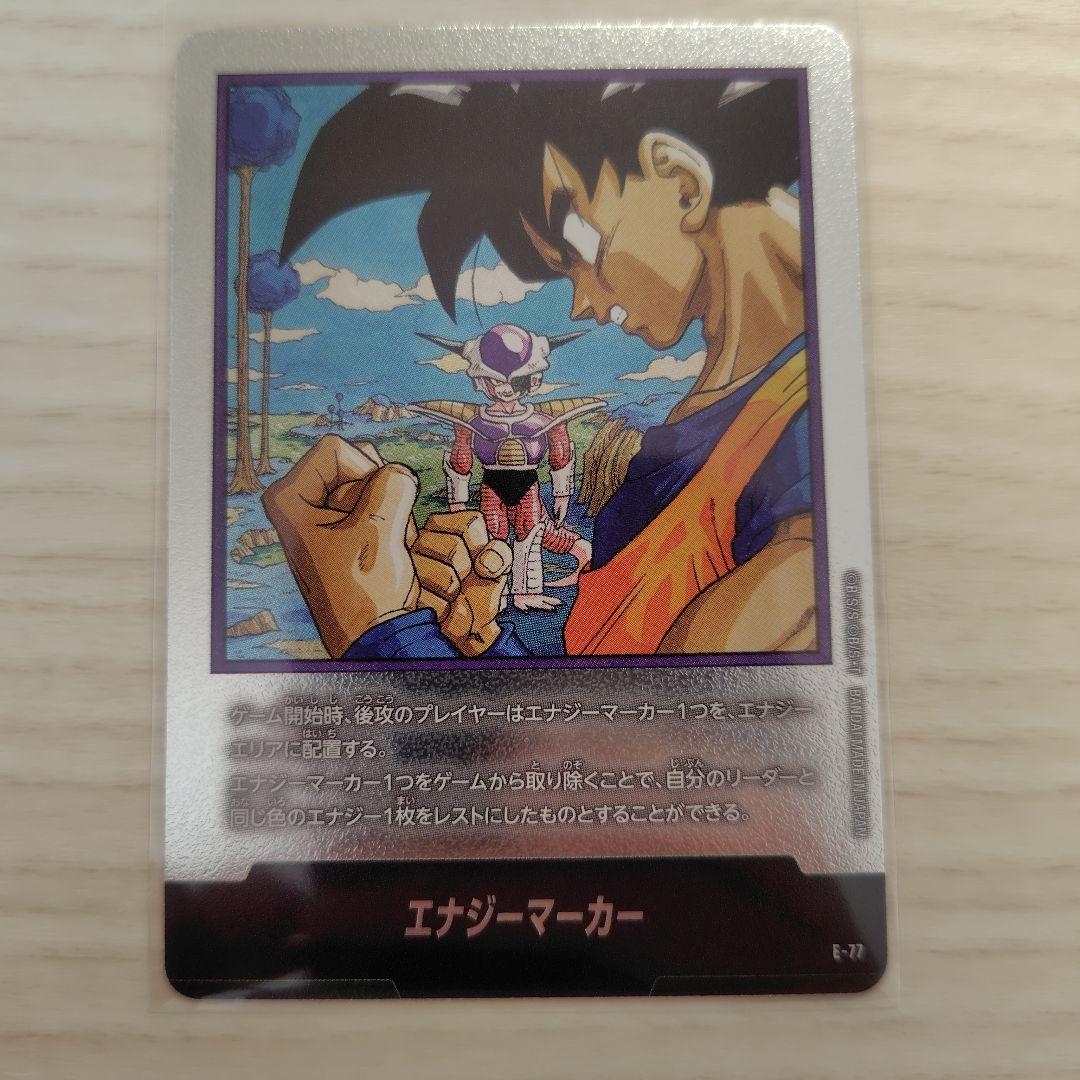 ゲーム開始時、後攻のプレイヤーはエナジーマーカー1つを、エナジー
エリアに配置する。
エナジーマーカー1つをゲームから取り除くことで、自分のリーダーと
同じ色のエナジー1枚をレストにしたものとすることができる。
©B・S/S ©B/S・T BANDAI MADE IN JAPAN
エナジーマーカー
E-77